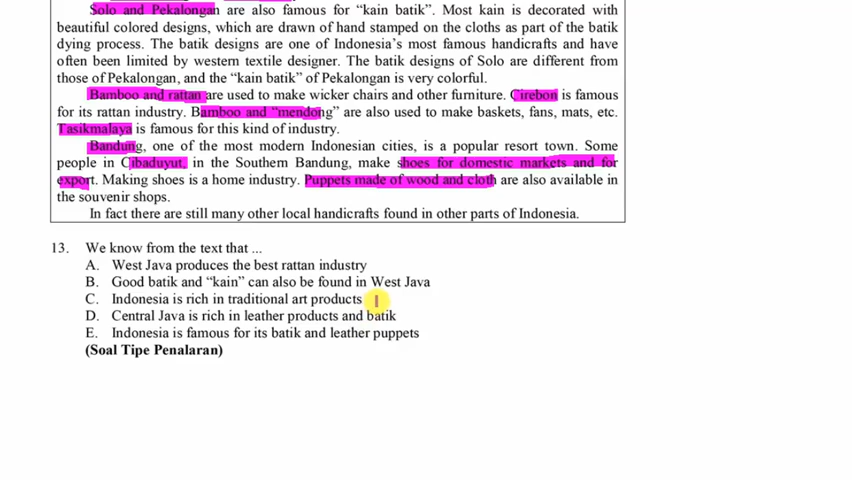 Solo and Pekalongan are also famous for “kain batik”. Most kain is decorated with
beautiful colored designs, which are drawn of hand stamped on the cloths as part of the batik
dying process. The batik designs are one of Indonesia’s most famous handicrafts and have
often been limited by western textile designer. The batik designs of Solo are different from
those of Pekalongan, and the “kain batik” of Pekalongan is very colorful.
Bamboo and rattan are used to make wicker chairs and other furniture. Cirebon is famous
for its rattan industry. Bamboo and “mendong” are also used to make baskets, fans, mats, etc.
Tasikmalaya is famous for this kind of industry.
Bandung, one of the most modern Indonesian cities, is a popular resort town. Some
people in Cibaduyut, in the Southern Bandung, make shoes for domestic markets and for
export. Making shoes is a home industry. Puppets made of wood and cloth are also available in
the souvenir shops.
In fact there are still many other local handicrafts found in other parts of Indonesia.
13. We know from the text that ...
A. West Java produces the best rattan industry
B. Good batik and “kain” can also be found in West Java
C. Indonesia is rich in traditional art products
D. Central Java is rich in leather products and batik
E. Indonesia is famous for its batik and leather puppets
(Soal Tipe Penalaran)